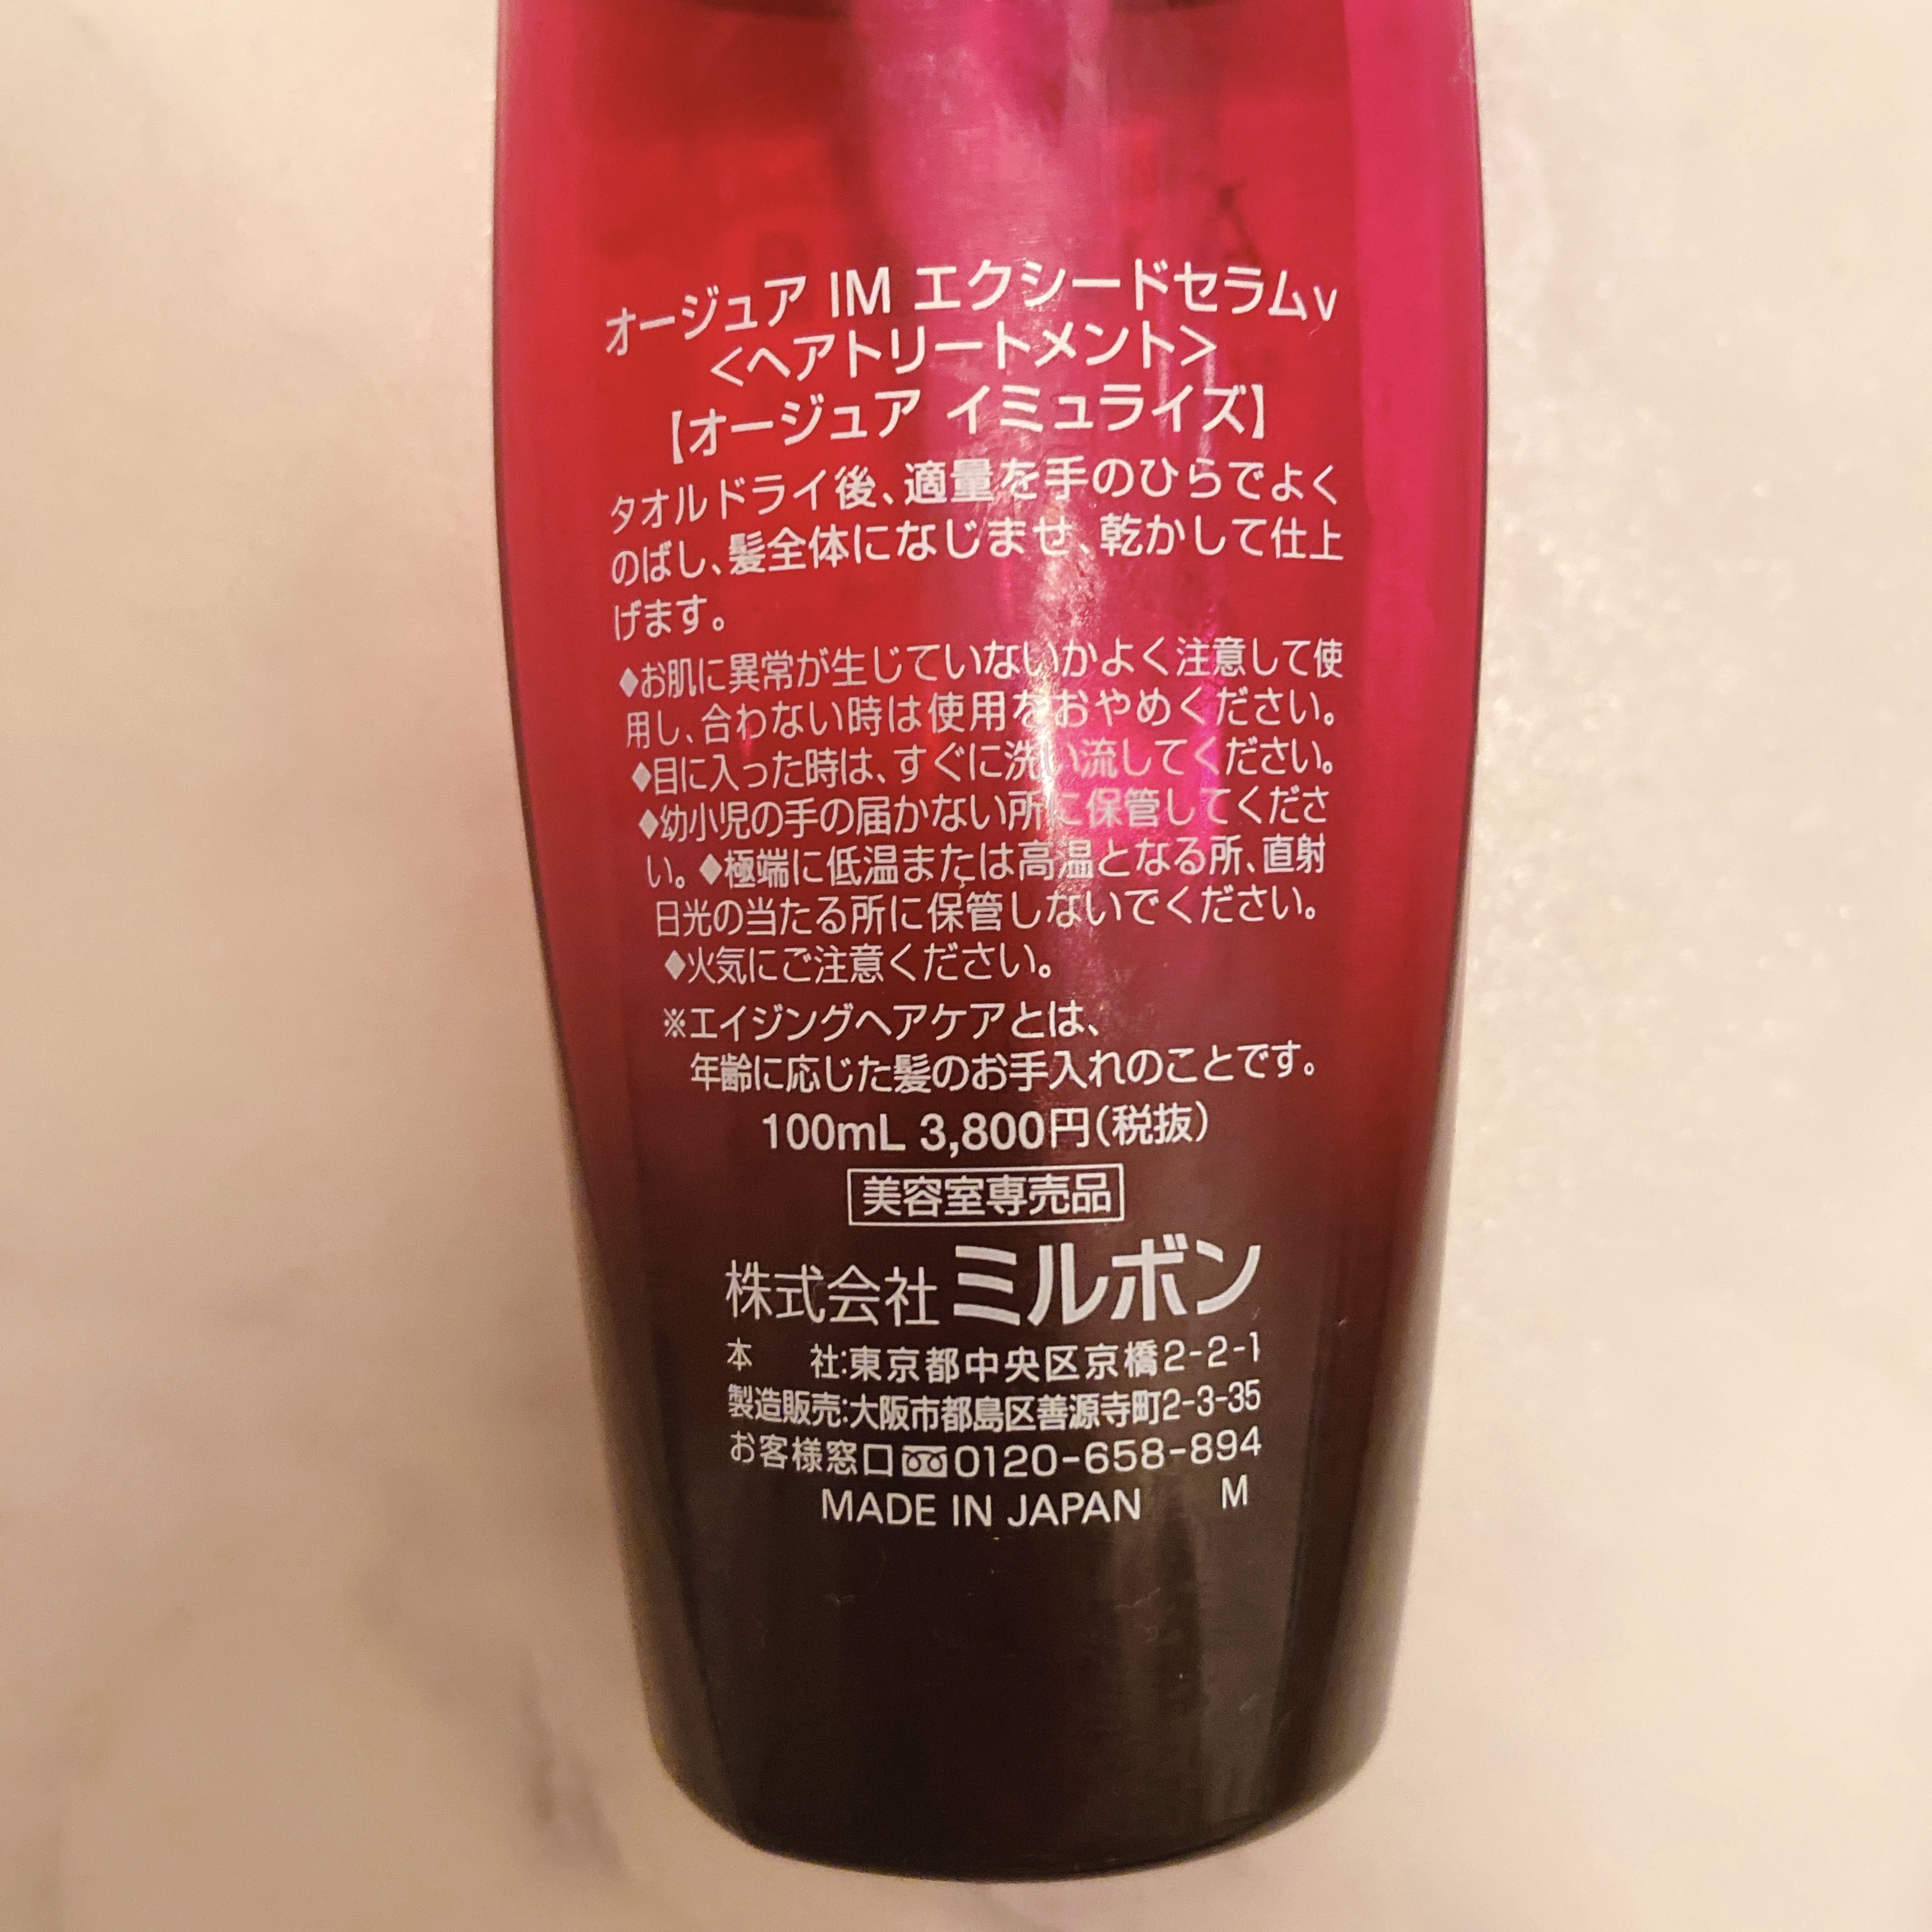 オージュア IM エクシードセラムV
<ヘアトリートメント>
【オージュア イミュライズ】
タオルドライ後、適量を手のひらでよく
のばし、髪全体になじませ、乾かして仕上
げます。
◆お肌に異常が生じていないかよく注意して使
用し、合わない時は使用をおやめください。
◆目に入った時は、すぐに洗い流してください。
◆幼小児の手の届かない所に保管してくださ
い。◆極端に低温または高温となる所、直射
日光の当たる所に保管しないでください。
◆火気にご注意ください。
※エイジングヘアケアとは、
年齢に応じた髪のお手入れのことです。
100mL 3,800円(税抜)
美容室専売品
株式会社ミルボン
本 社:東京都中央区京橋2-2-1
製造販売:大阪市都島区善源寺町2-3-35
お客様窓口 0120-658-894
MADE IN JAPAN M